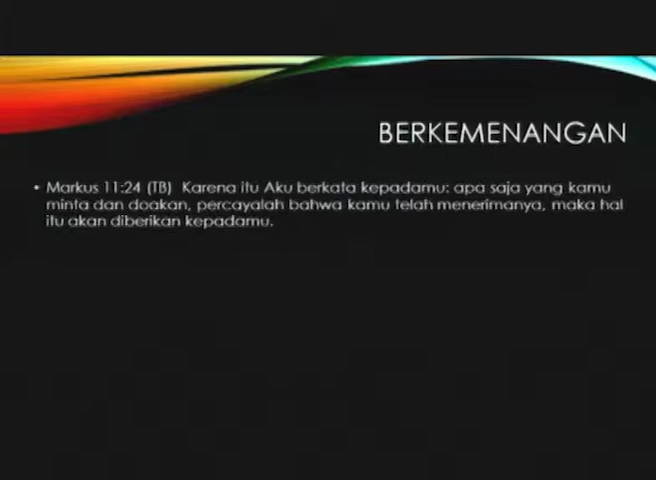 BERKEMENANGAN
• Markus 11:24 (TB) Karena itu Aku berkata kepadamu: apa saja yang kamu
minta dan doakan, percayalah bahwa kamu telah menerimanya, maka hal
itu akan diberikan kepadamu.